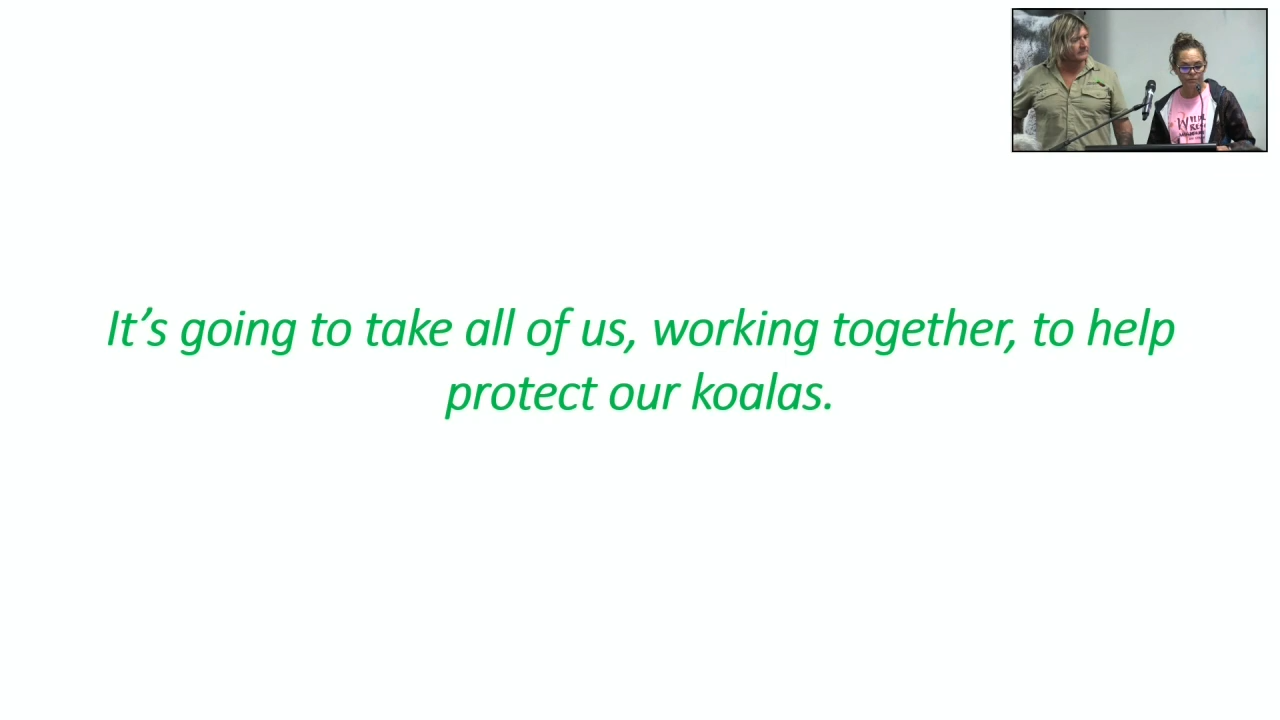 It’s going to take all of us, working together, to help
protect our koalas.